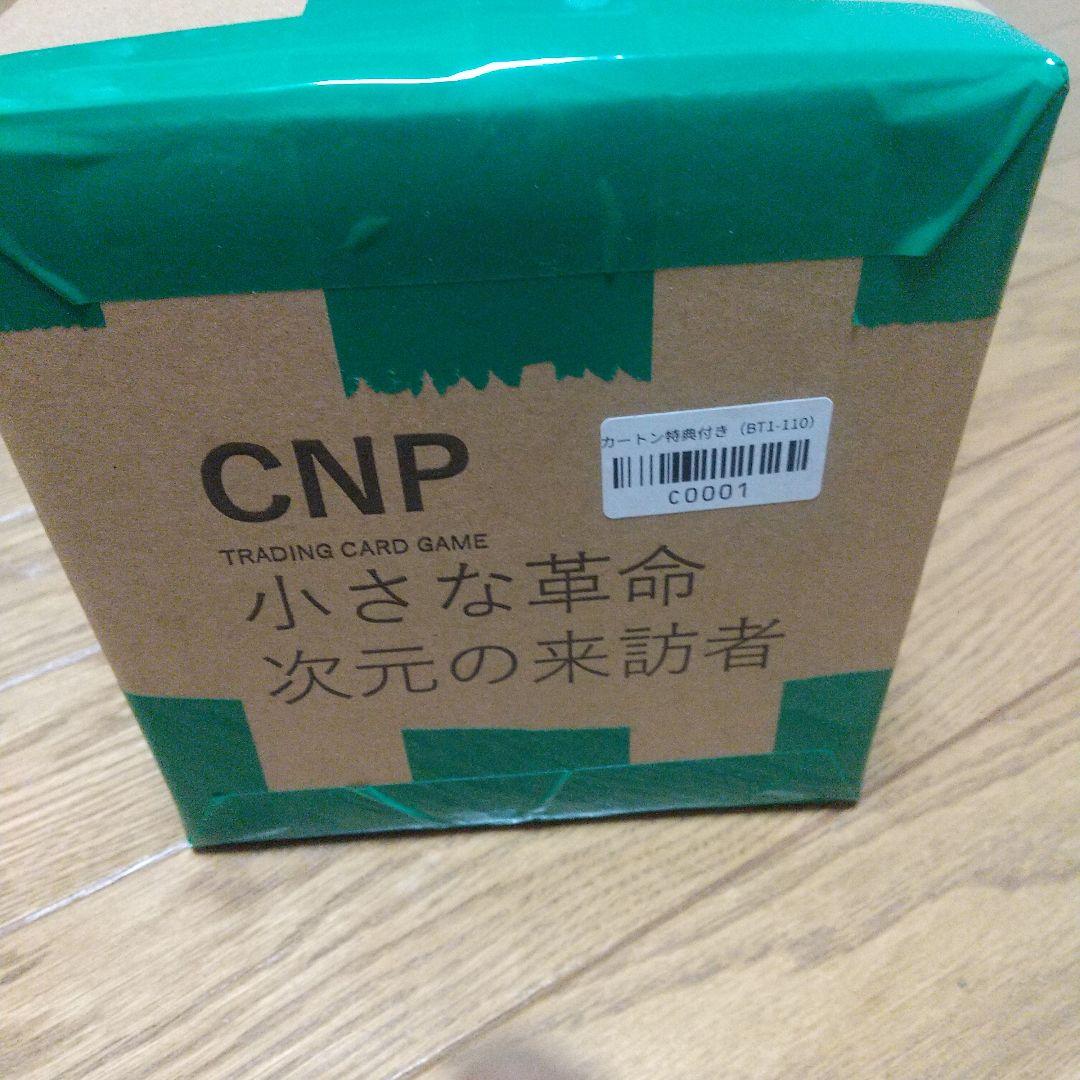 カートン特典付き (BT1-110)
C0001
CNP
TRADING CARD GAME
小さな革命
次元の来訪者